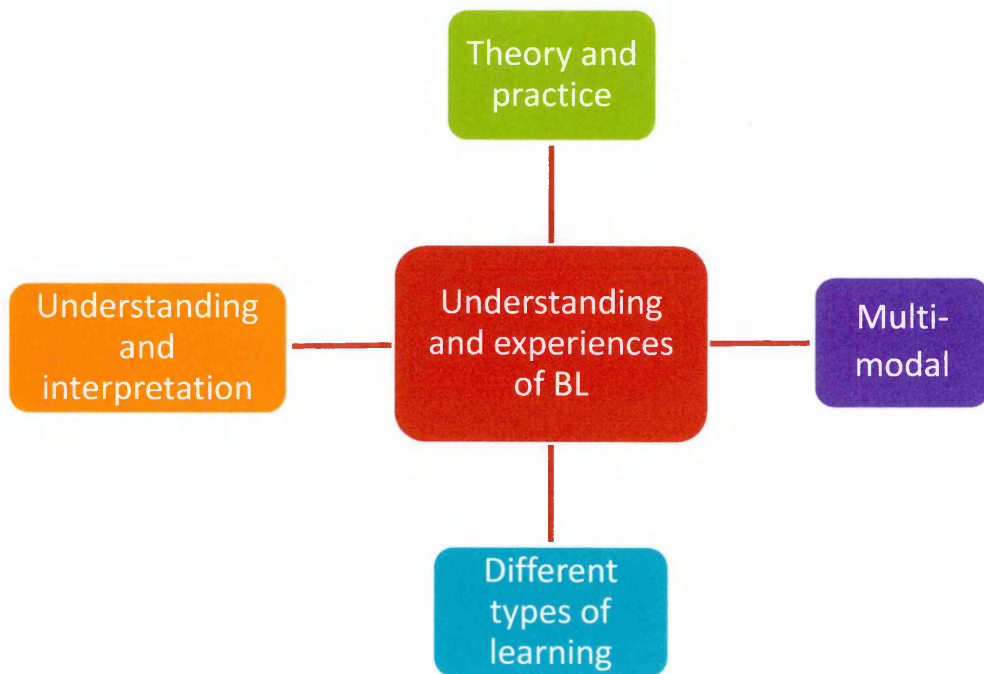 Theory and
practice
Understanding
and
interpretation
Understanding
and experiences
of BL
Multi-
modal
Different
types of
learning